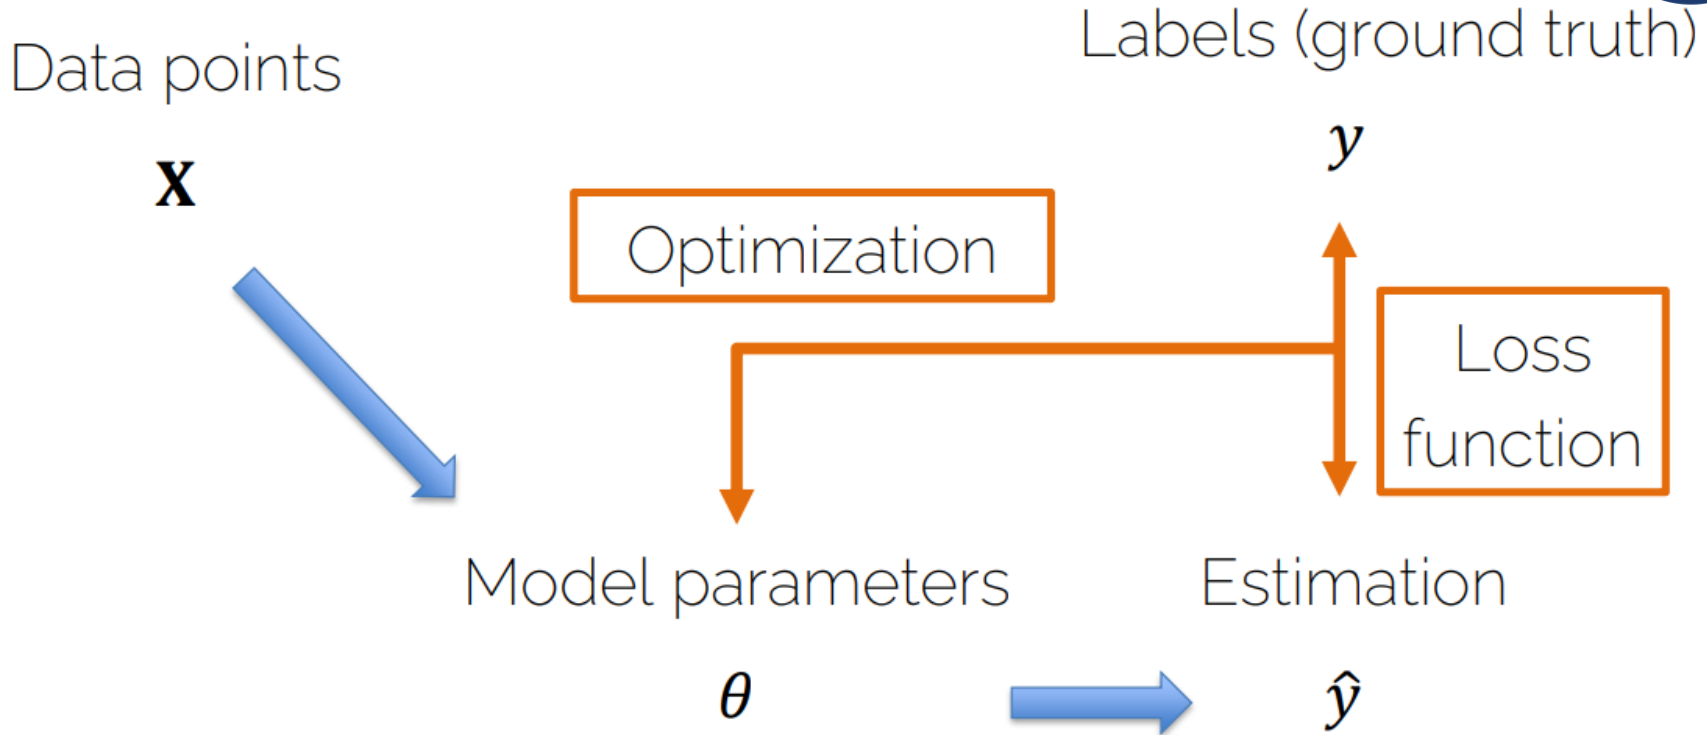 Data points
X
Labels (ground truth)
y
Optimization
Loss
function
Model parameters
θ
Estimation
ŷ